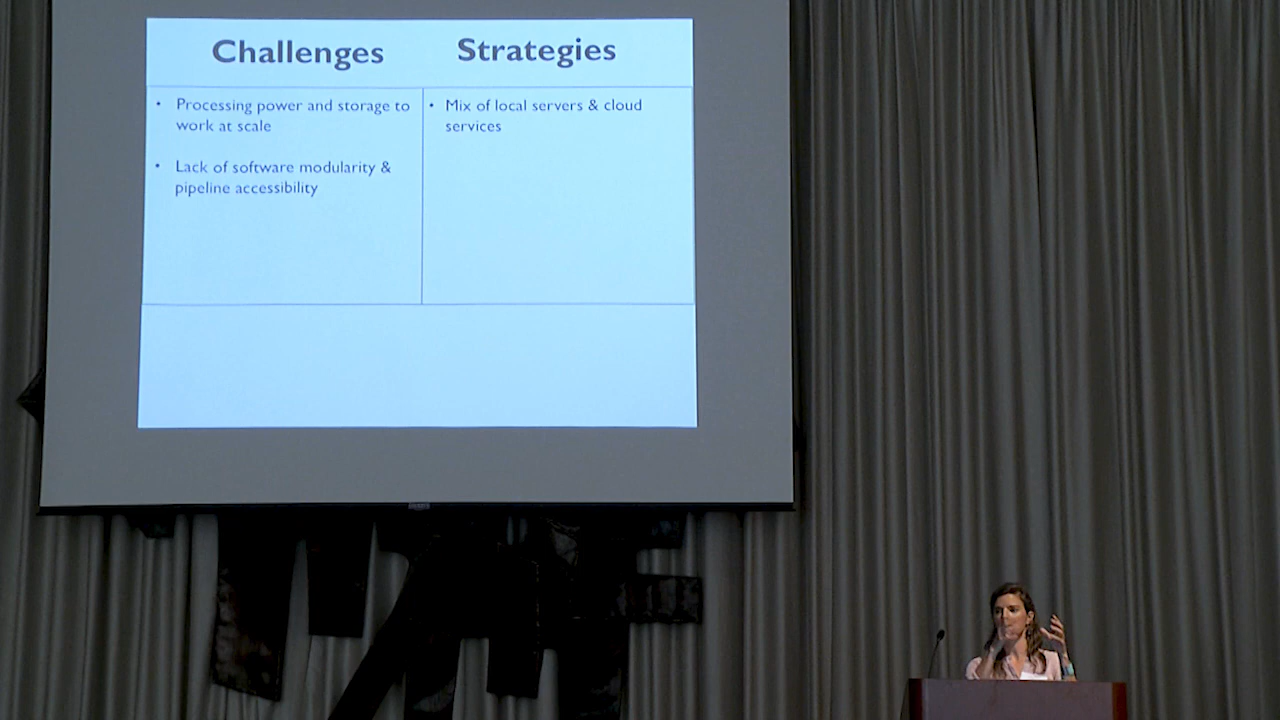 Challenges
Strategies
• Processing power and storage to
work at scale
• Lack of software modularity &
pipeline accessibility
• Mix of local servers & cloud
services